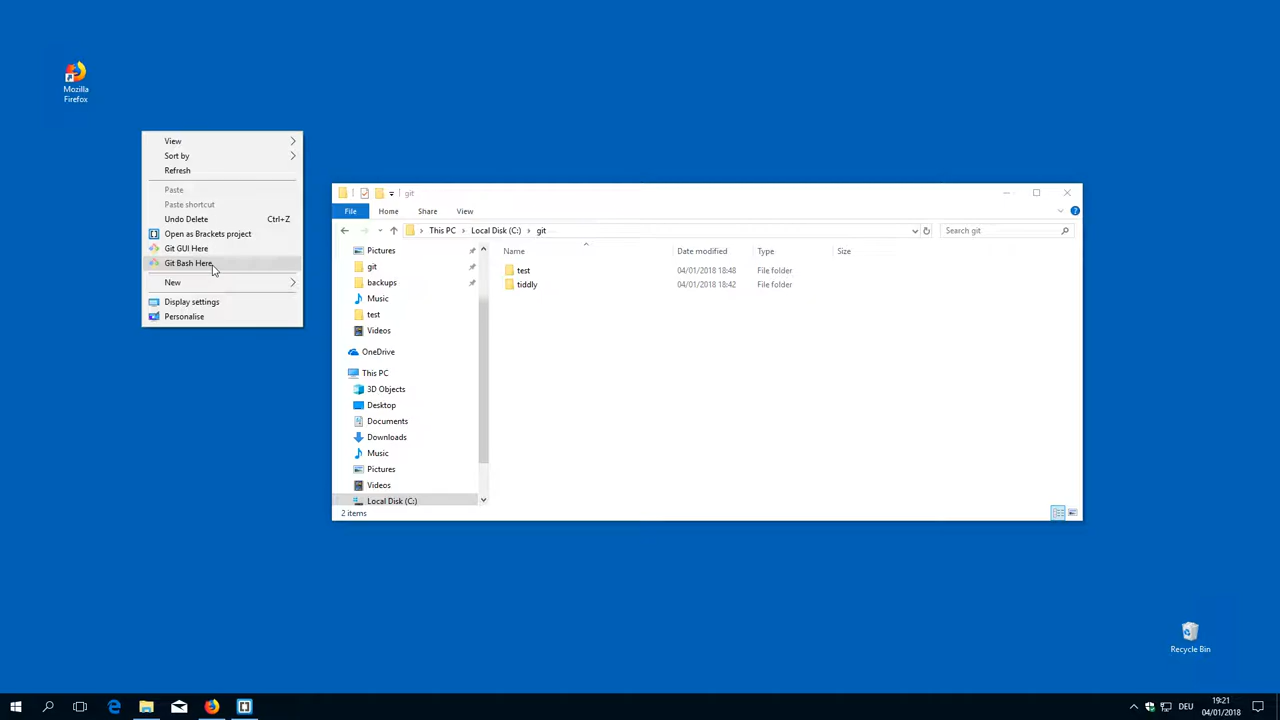 Mozilla
Firefox
View
Sort by
Refresh
Paste
Paste shortcut
Undo Delete Ctrl+Z
Open as Brackets project
Git GUI Here
Git Bash Here
New
Display settings
Personalise
git
File Home Share View
This PC Local Disk (C:) git
Search git
Name Date modified Type Size
test 04/01/2018 18:48 File folder
tiddly 04/01/2018 18:42 File folder
Pictures
git
backups
Music
test
Videos
OneDrive
This PC
3D Objects
Desktop
Documents
Downloads
Music
Pictures
Videos
Local Disk (C:)
2 items
Recycle Bin
DEU
19:21
04/01/2018